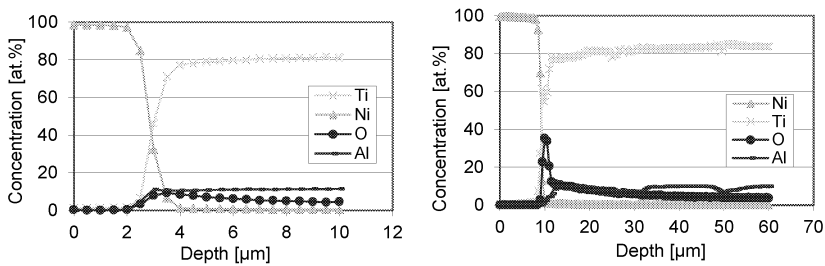 Concentration [at.%]
100
80
60
40
20
0
Ti
Ni
O
Al
0 2 4 6 8 10 12
Depth [µm]
Concentration [at.%]
100
80
60
40
20
0
Ni
Ti
O
Al
0 10 20 30 40 50 60 70
Depth [µm]